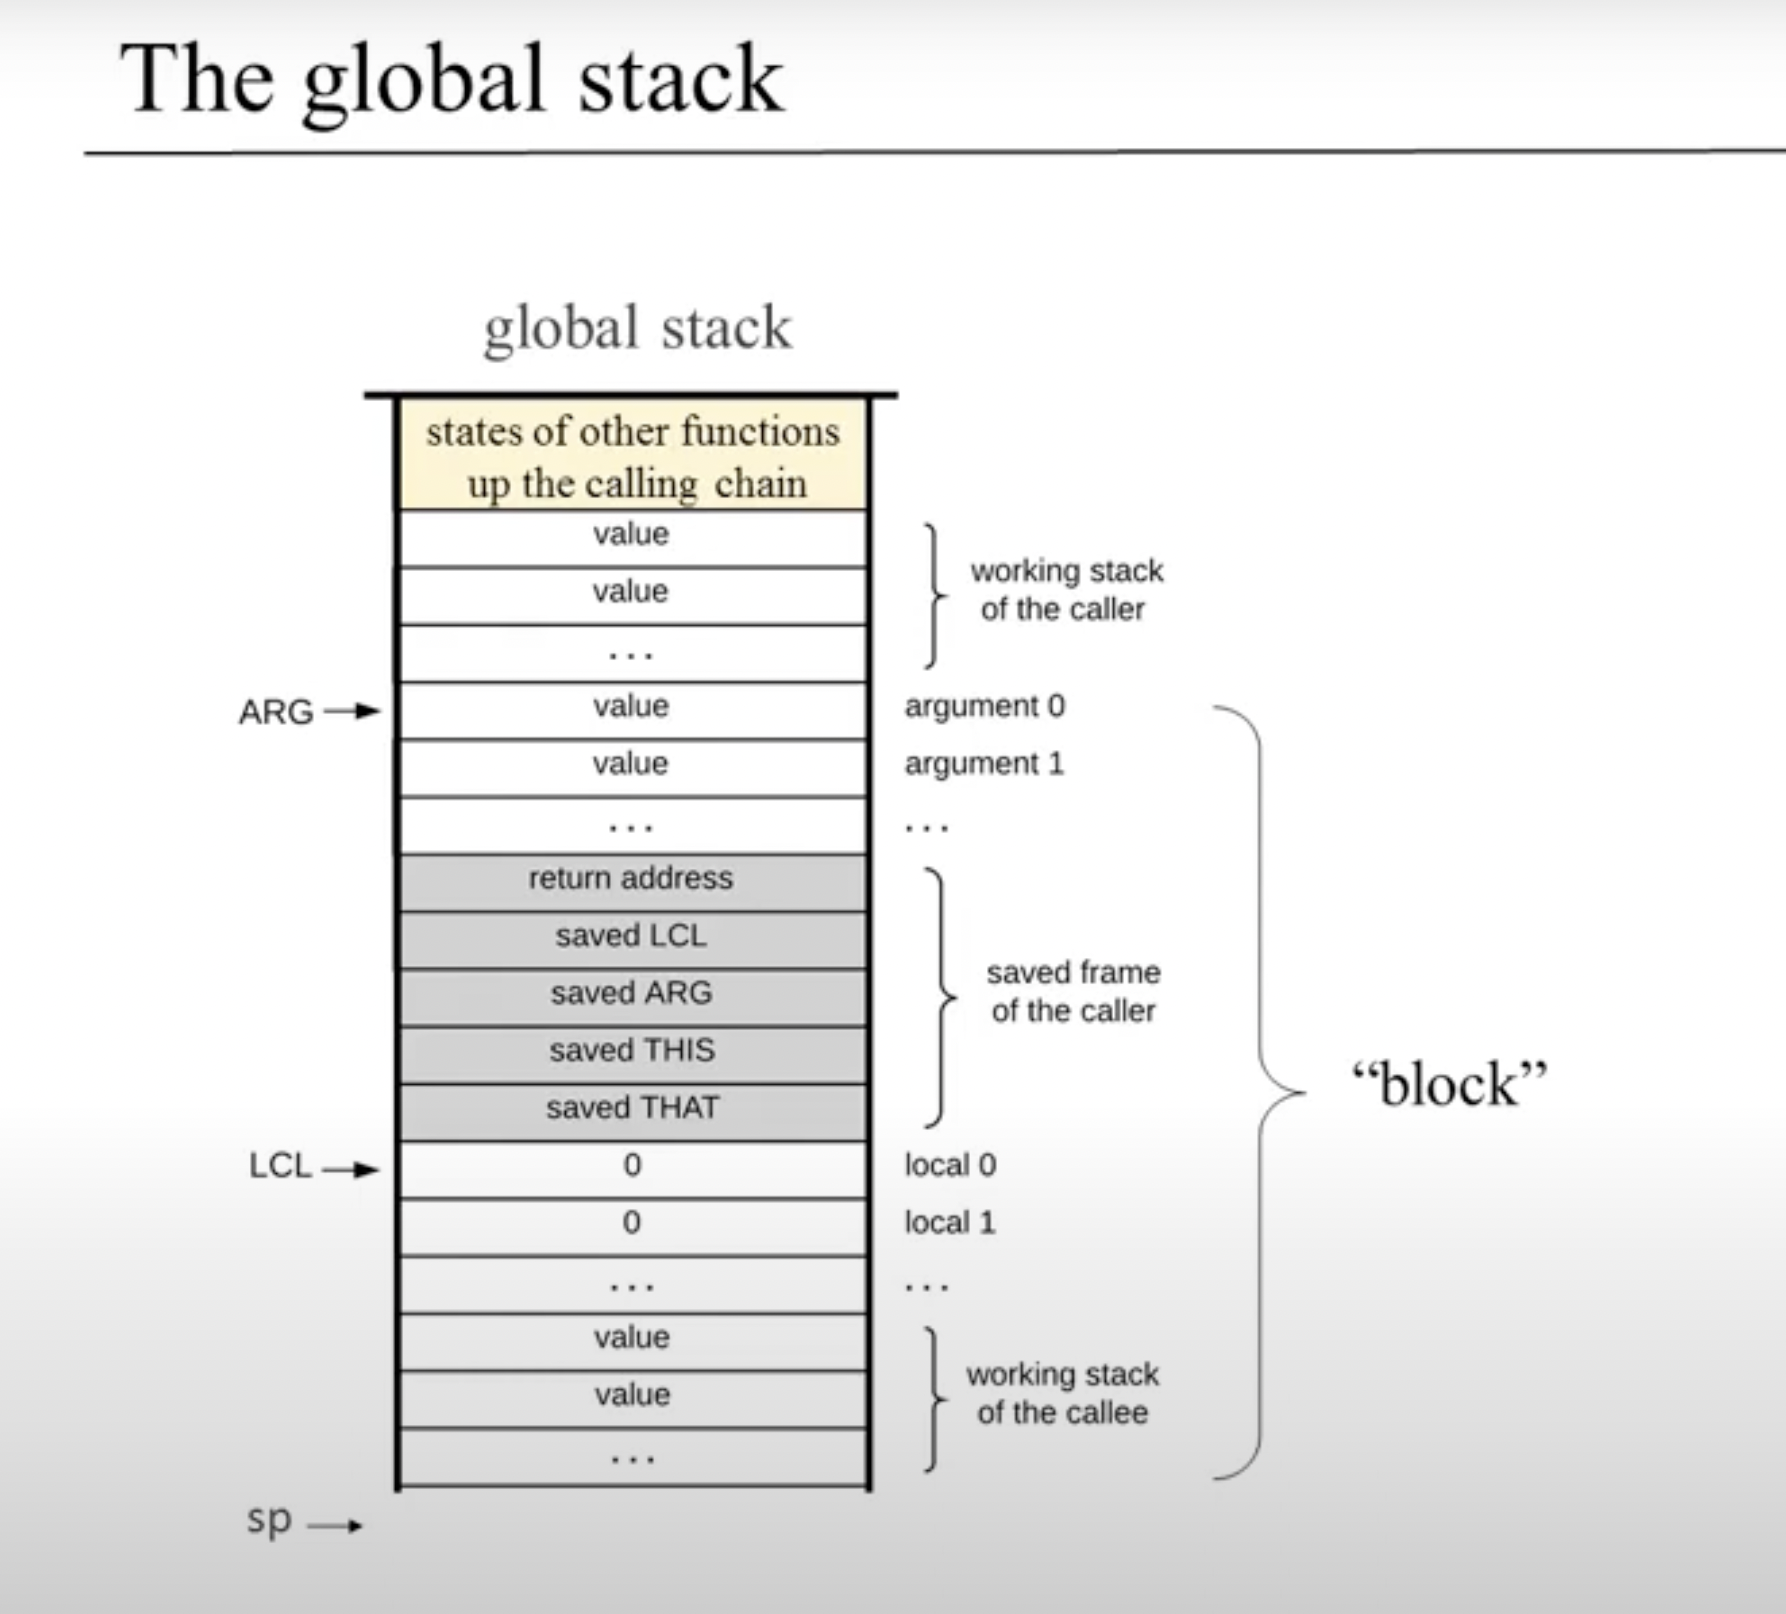 The global stack
global stack
states of other functions
up the calling chain
value
value
...
working stack
of the caller
ARG
value
argument 0
value
argument 1
...
...
return address
saved LCL
saved ARG
saved THIS
saved THAT
saved frame
of the caller
“block”
LCL
0
local 0
0
local 1
...
...
value
value
...
working stack
of the callee
sp